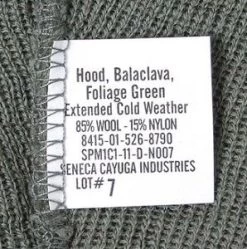 Hood, Balaclava,
Foliage Green
Extended Cold Weather
85% WOOL - 15% NYLON
8415-01-526-8790
SPM1C1-11-D-N007
SENECA CAYUGA INDUSTRIES
LOT# 7